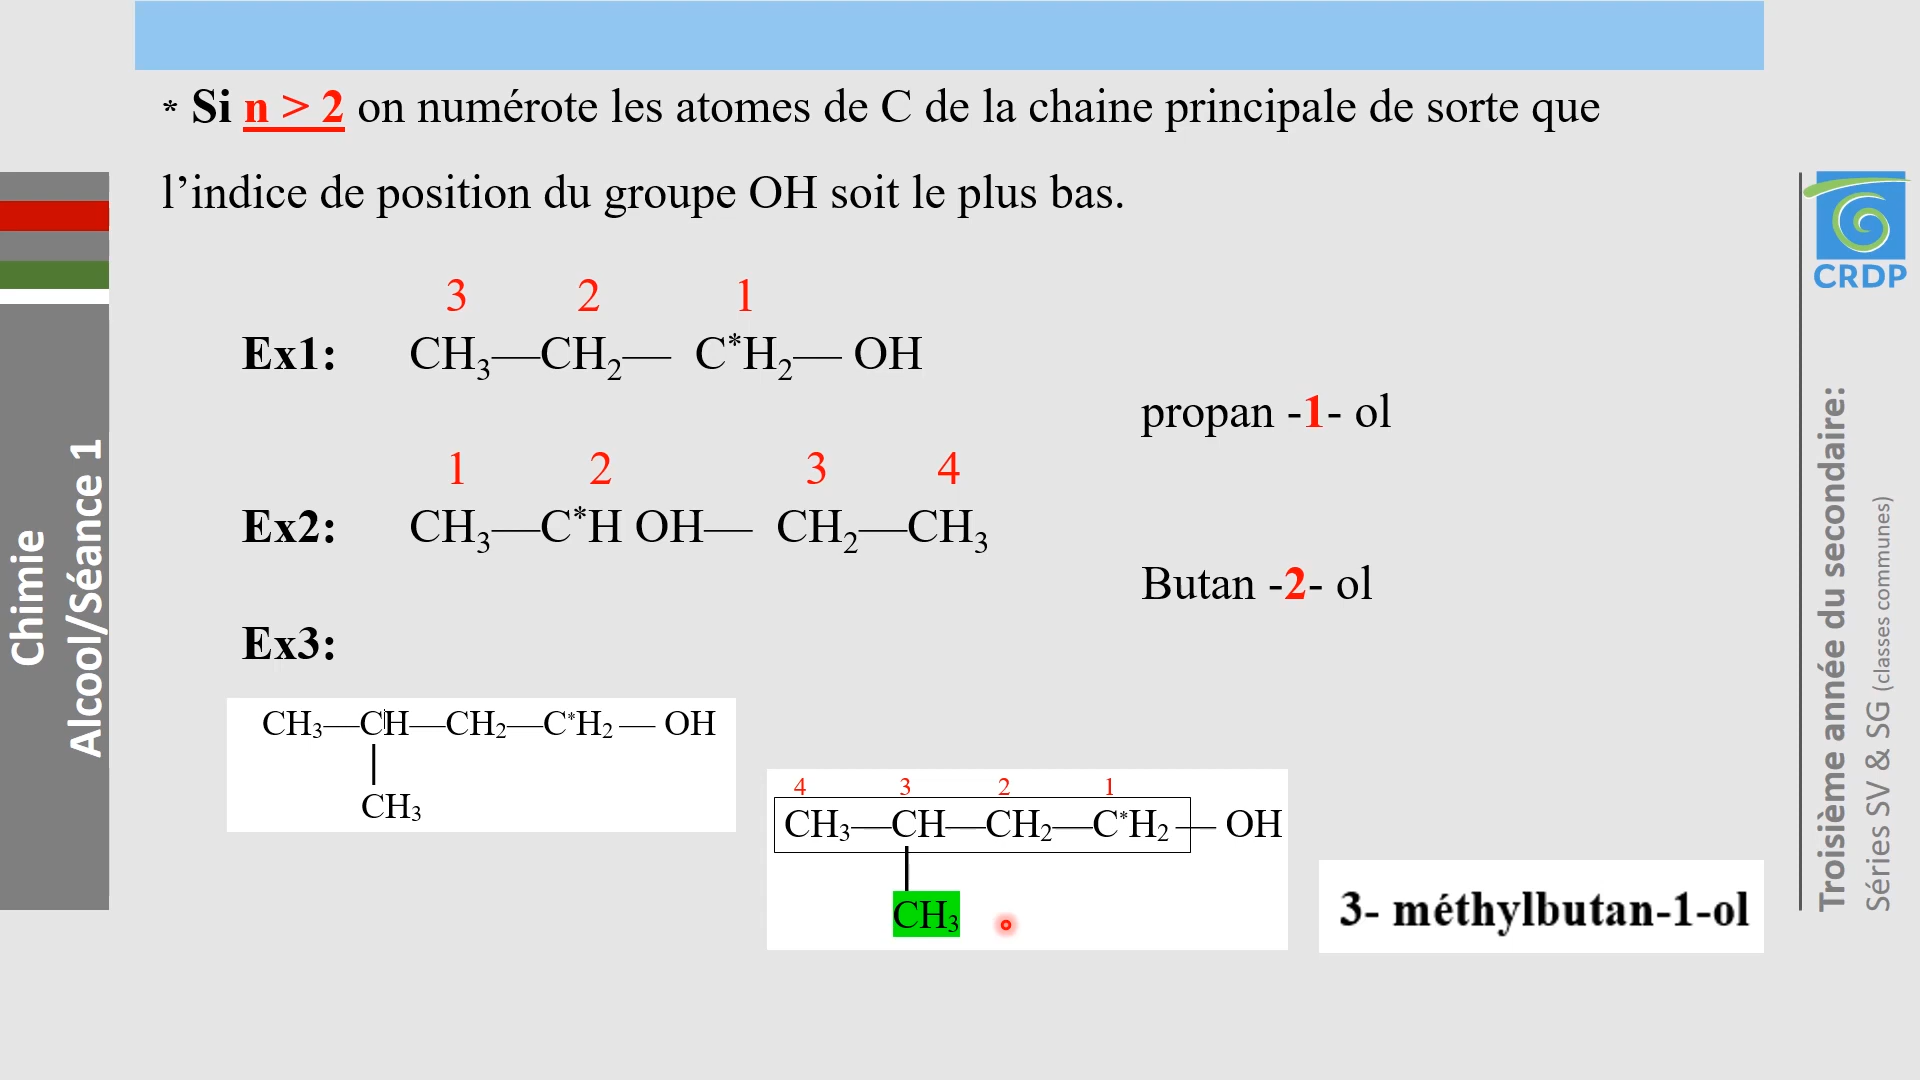 * Si n > 2 on numérote les atomes de C de la chaine principale de sorte que
l’indice de position du groupe OH soit le plus bas.
3 2 1
Ex1: CH₃—CH₂— C*H₂— OH
propan -1- ol
1 2 3 4
Ex2: CH₃—C*H OH— CH₂—CH₃
Butan -2- ol
Ex3:
CH₃—CH—CH₂—C*H₂ — OH
CH₃
4 3 2 1
CH₃—CH—CH₂—C*H₂ — OH
CH₃
3- méthylbutan-1-ol
Chimie
Alcool/Séance 1
CRDP
Troisième année du secondaire:
Séries SV & SG (classes communes)